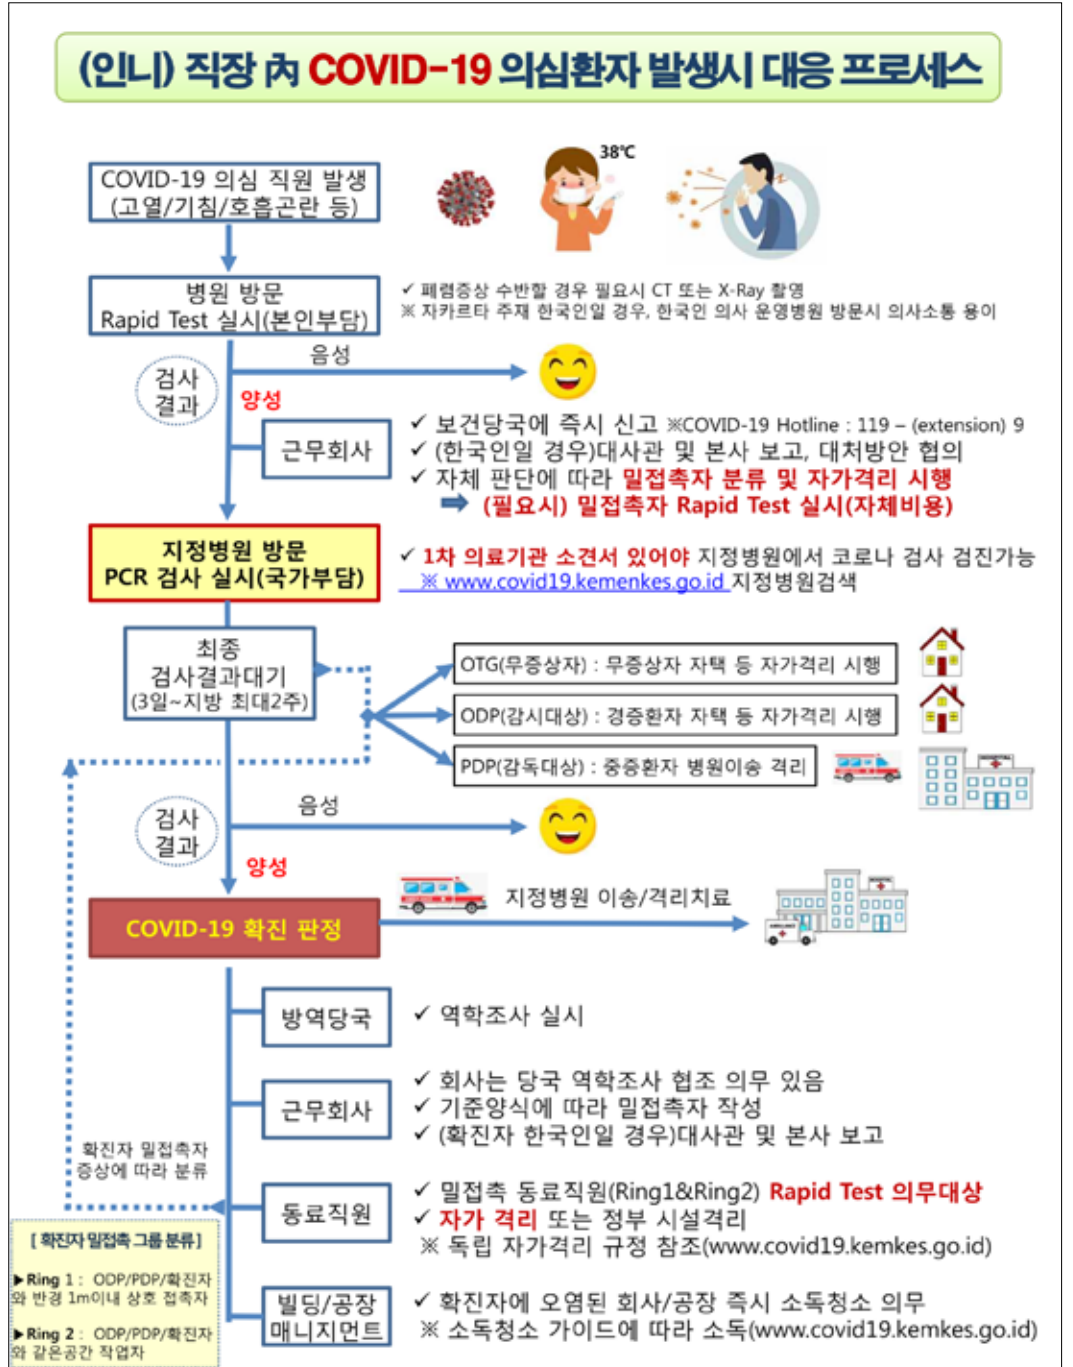 (인니) 직장 內 COVID-19 의심환자 발생시 대응 프로세스
38℃
COVID-19 의심 직원 발생
(고열/기침/호흡곤란 등)
병원 방문
Rapid Test 실시(본인부담)
✓ 폐렴증상 수반할 경우 필요시 CT 또는 X-Ray 촬영
※ 자카르타 주재 한국인일 경우, 한국인 의사 운영병원 방문시 의사소통 용이
음성
검사
결과
양성
근무회사
✓ 보건당국에 즉시 신고 ※COVID-19 Hotline : 119 – (extension) 9
✓ (한국인일 경우)대사관 및 본사 보고, 대처방안 협의
✓ 자체 판단에 따라 밀접촉자 분류 및 자가격리 시행
➡ (필요시) 밀접촉자 Rapid Test 실시(자체비용)
지정병원 방문
PCR 검사 실시(국가부담)
✓ 1차 의료기관 소견서 있어야 지정병원에서 코로나 검사 검진가능
※ www.covid19.kemenkes.go.id 지정병원검색
최종
검사결과대기
(3일~지방 최대2주)
OTG(무증상자) : 무증상자 자택 등 자가격리 시행
ODP(감시대상) : 경증환자 자택 등 자가격리 시행
PDP(감독대상) : 중증환자 병원이송 격리
HOSPITAL
음성
검사
결과
양성
COVID-19 확진 판정
지정병원 이송/격리치료
방역당국
✓ 역학조사 실시
근무회사
✓ 회사는 당국 역학조사 협조 의무 있음
✓ 기준양식에 따라 밀접촉자 작성
✓ (확진자 한국인일 경우)대사관 및 본사 보고
확진자 밀접촉자
증상에 따라 분류
동료직원
✓ 밀접촉 동료직원(Ring1&Ring2) Rapid Test 의무대상
✓ 자가 격리 또는 정부 시설격리
※ 독립 자가격리 규정 참조(www.covid19.kemkes.go.id)
[ 확진자 밀접촉 그룹 분류 ]
▶Ring 1 : ODP/PDP/확진자
와 반경 1m이내 상호 접촉자
▶Ring 2 : ODP/PDP/확진자
와 같은공간 작업자
빌딩/공장
매니지먼트
✓ 확진자에 오염된 회사/공장 즉시 소독청소 의무
※ 소독청소 가이드에 따라 소독(www.covid19.kemkes.go.id)